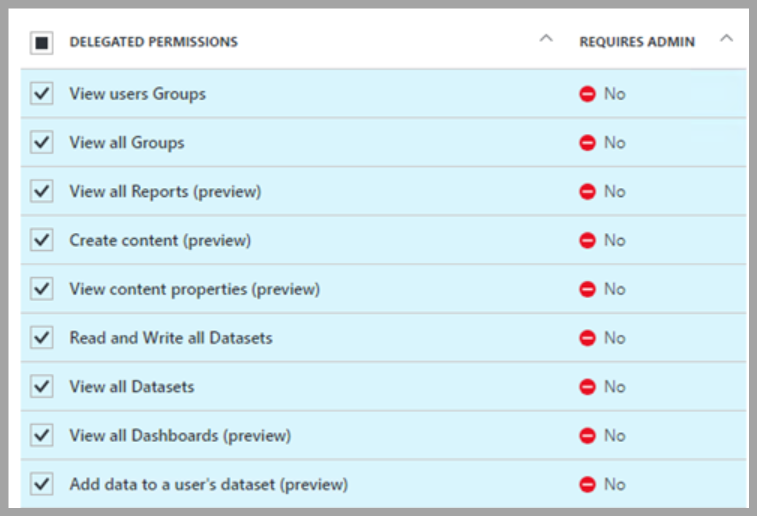 DELEGATED PERMISSIONS REQUIRES ADMIN
View users Groups No
View all Groups No
View all Reports (preview) No
Create content (preview) No
View content properties (preview) No
Read and Write all Datasets No
View all Datasets No
View all Dashboards (preview) No
Add data to a user's dataset (preview) No